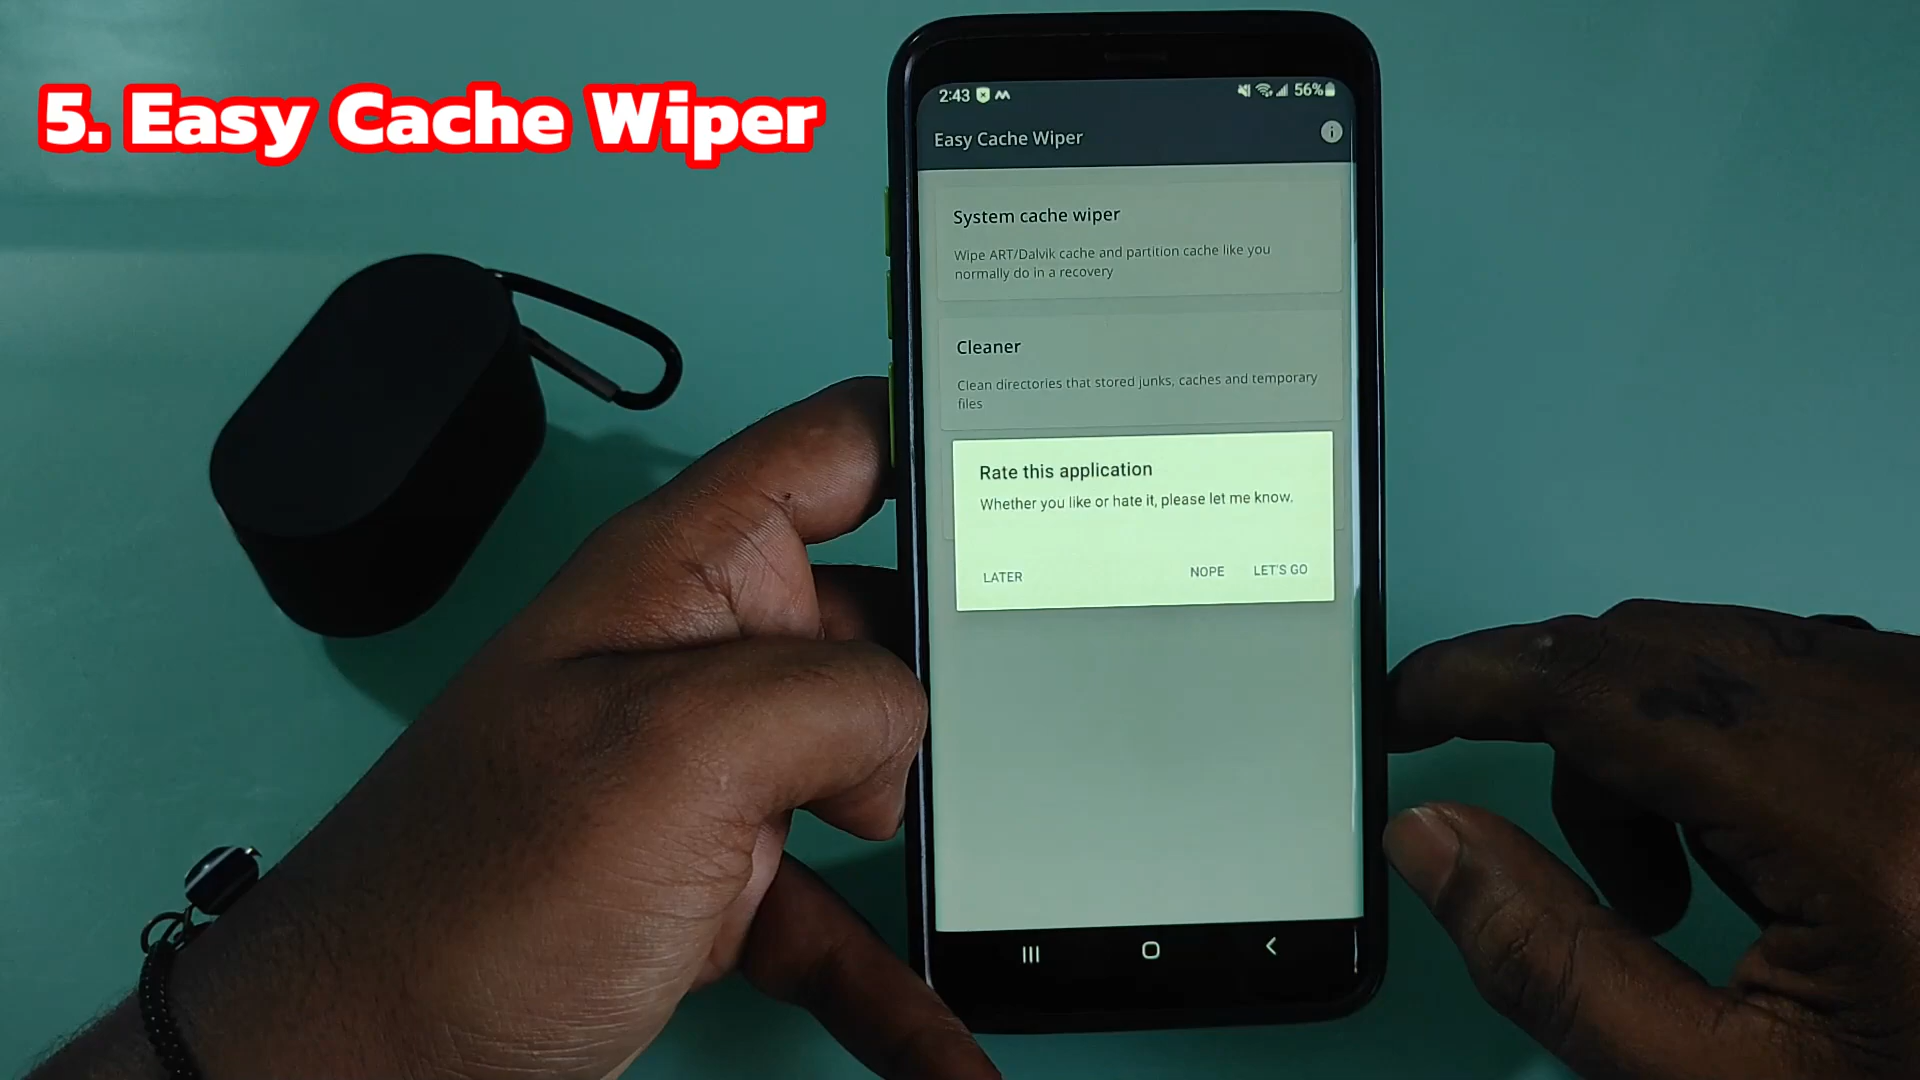 5. Easy Cache Wiper
2:43
56%
Easy Cache Wiper
System cache wiper
Wipe ART/Dalvik cache and partition cache like you
normally do in a recovery
Cleaner
Clean directories that stored junks, caches and temporary
files
Rate this application
Whether you like or hate it, please let me know.
LATER
NOPE
LET'S GO